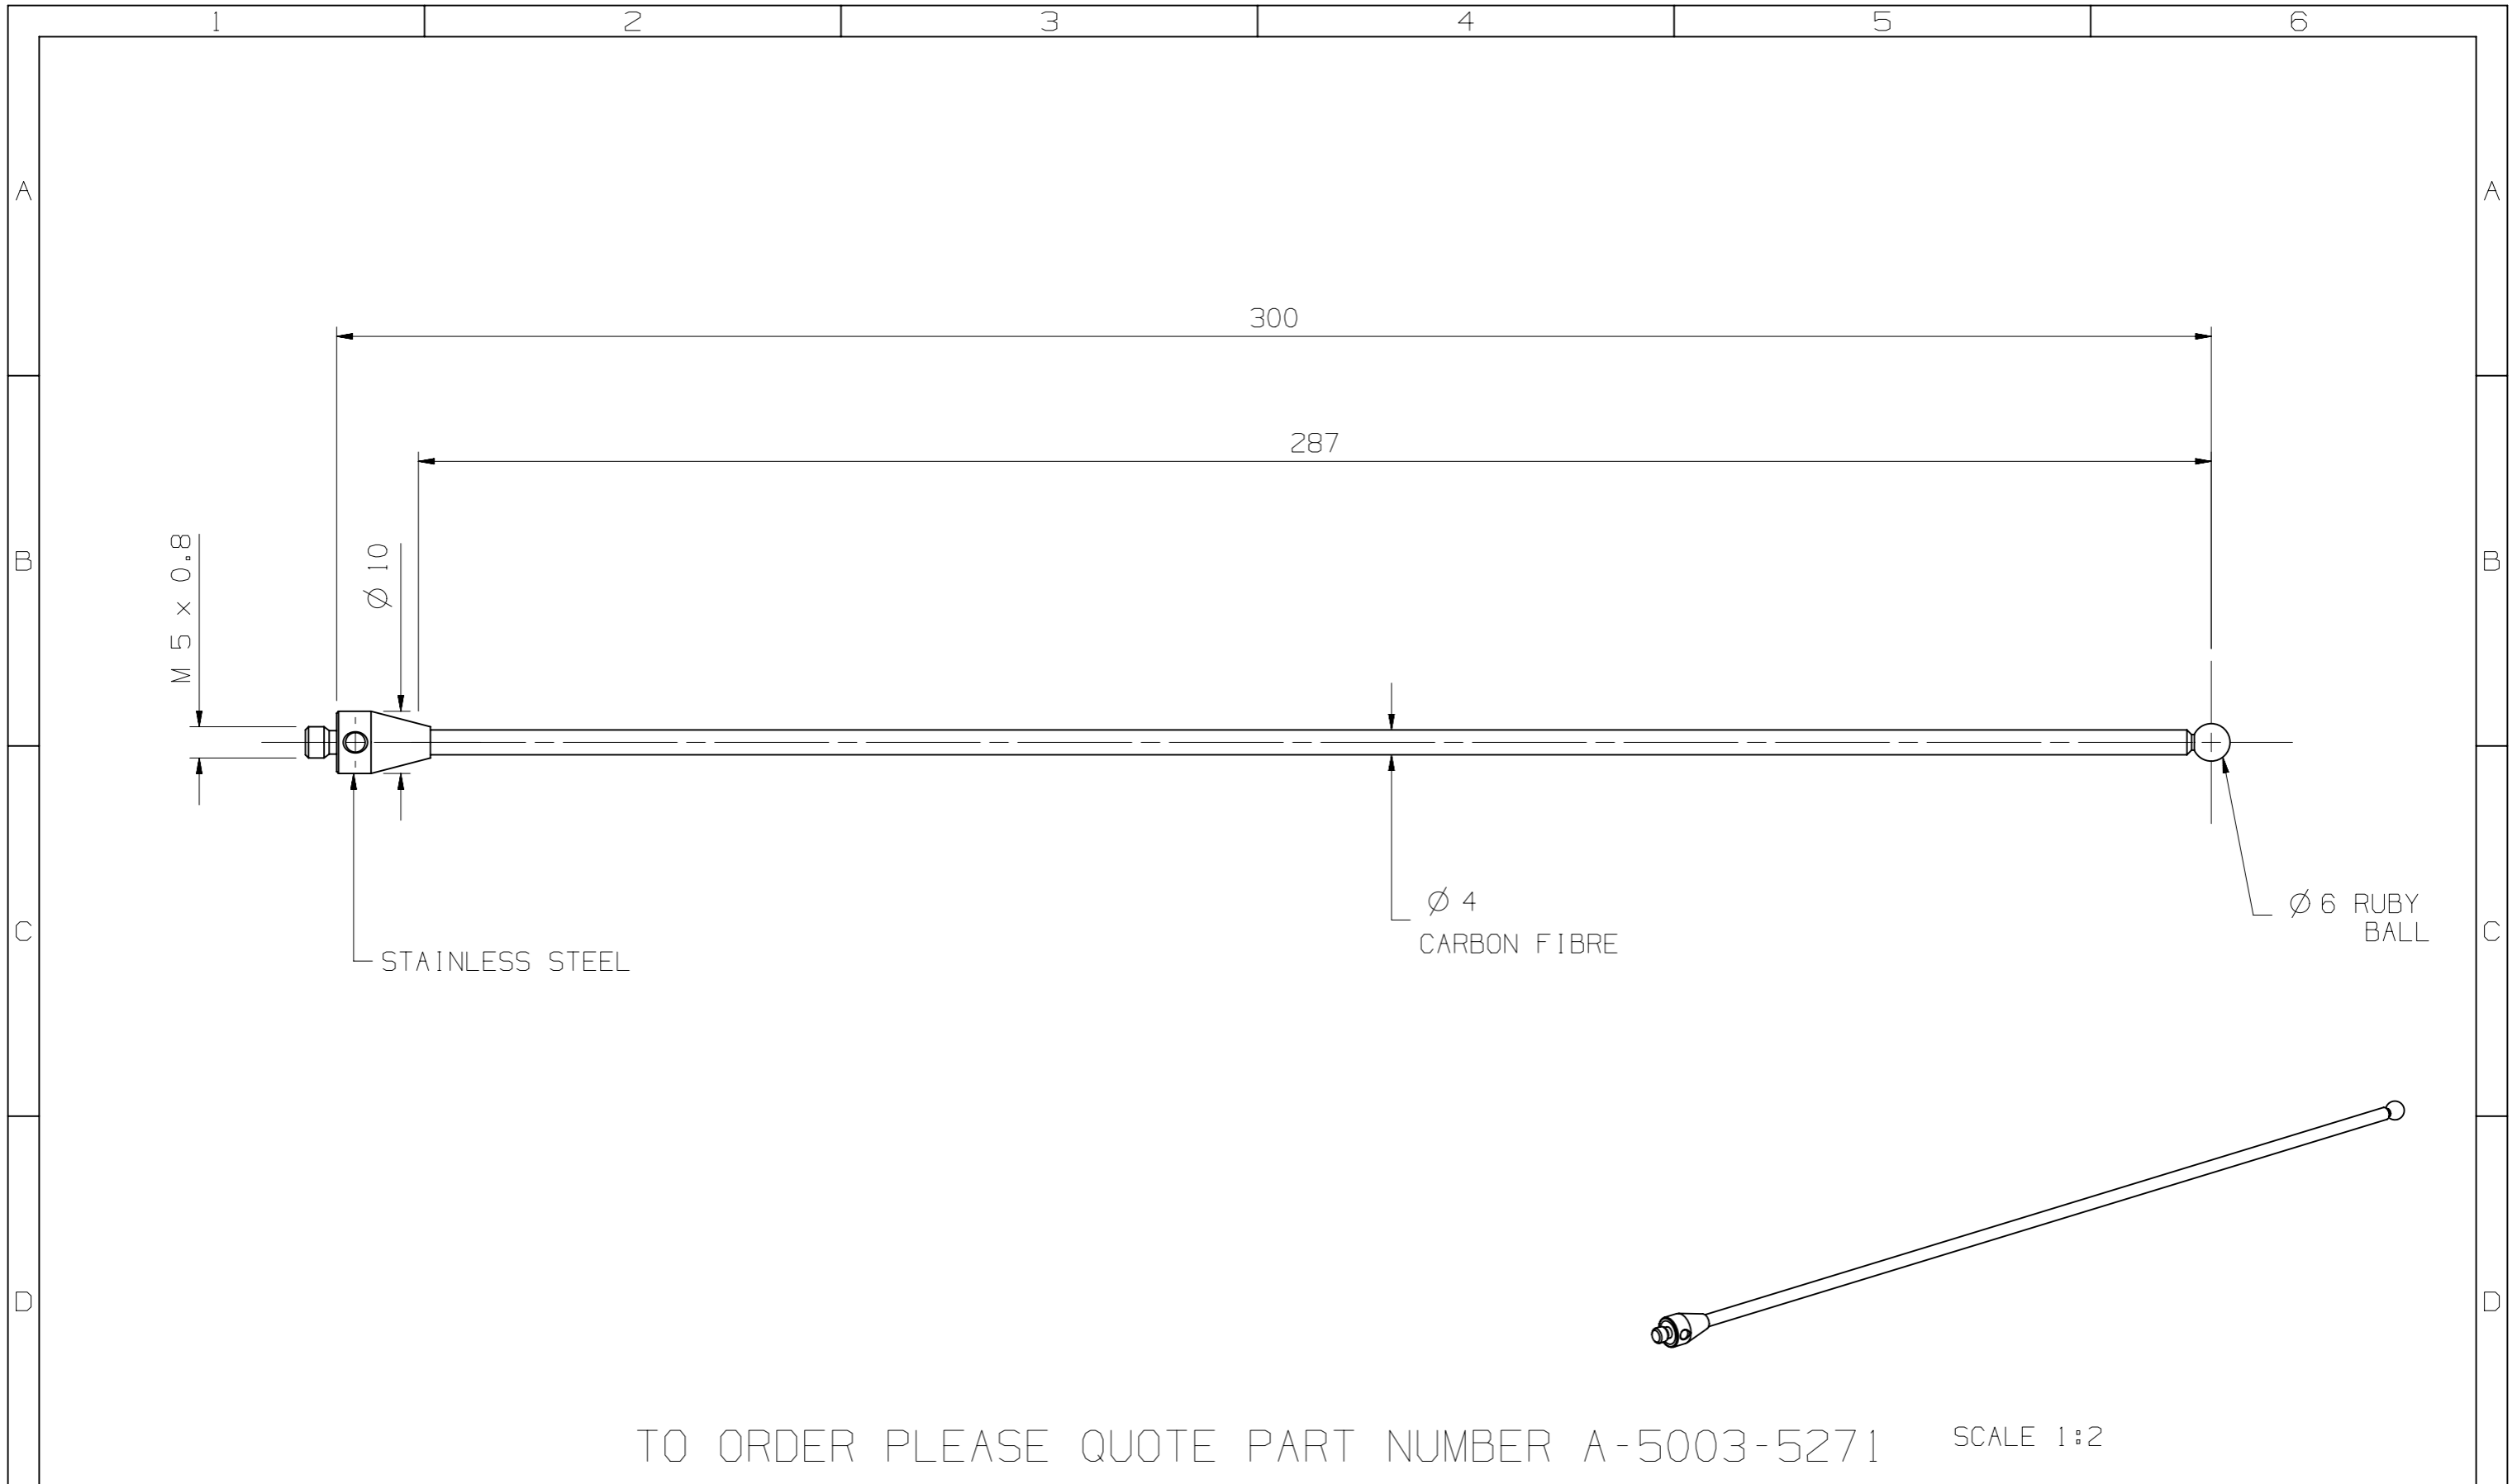 1 2 3 4 5 6
A A
300
287
M 5 x 0.8
Ø 10
B B
Ø 4
CARBON FIBRE
Ø 6 RUBY
BALL
C C
STAINLESS STEEL
D D
TO ORDER PLEASE QUOTE PART NUMBER A-5003-5271
SCALE 1:2